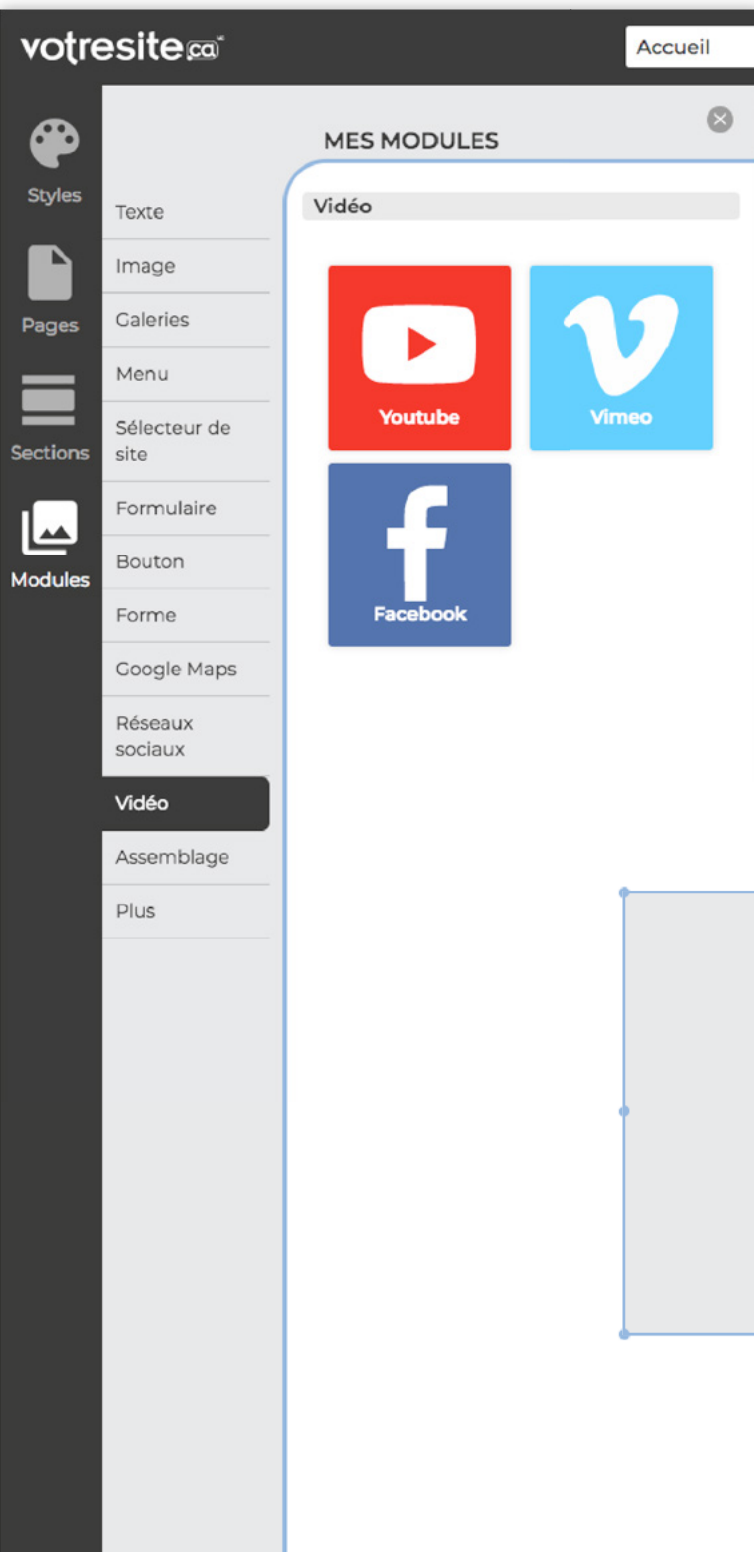 votresite.ca
Accueil
Styles
Pages
Sections
Modules
MES MODULES
Texte
Image
Galeries
Menu
Sélecteur de
site
Formulaire
Bouton
Forme
Google Maps
Réseaux
sociaux
Vidéo
Assemblage
Plus
Vidéo
Youtube
Vimeo
Facebook